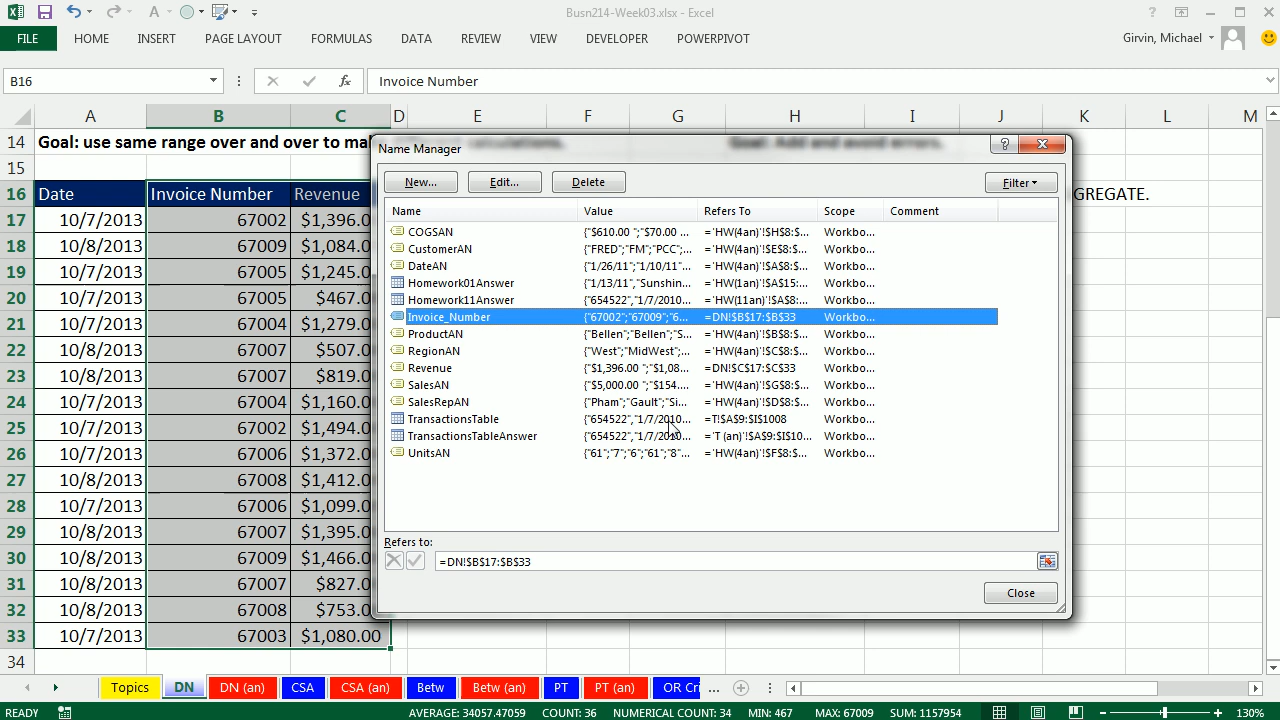 Busn214-Week03.xlsx - Excel
FILE HOME INSERT PAGE LAYOUT FORMULAS DATA REVIEW VIEW DEVELOPER POWERPIVOT Girvin, Michael
B16 fx Invoice Number
A B C D E F G H I J K L M
14 Goal: use same range over and over to mak calculations. Goal: Add and avoid errors.
15
16 Date Invoice Number Revenue GREGATE.
17 10/7/2013 67002 $1,396.0
18 10/8/2013 67009 $1,084.0
19 10/7/2013 67005 $1,245.0
20 10/7/2013 67005 $467.0
21 10/7/2013 67004 $1,279.0
22 10/8/2013 67007 $507.0
23 10/8/2013 67007 $819.0
24 10/7/2013 67004 $1,160.0
25 10/7/2013 67002 $1,494.0
26 10/7/2013 67006 $1,372.0
27 10/8/2013 67008 $1,412.0
28 10/7/2013 67006 $1,099.0
29 10/8/2013 67007 $1,395.0
30 10/8/2013 67009 $1,466.0
31 10/8/2013 67007 $827.0
32 10/8/2013 67008 $753.0
33 10/7/2013 67003 $1,080.00
34
Name Manager
New... Edit... Delete Filter
Name Value Refers To Scope Comment
COGSAN {"$610.00 ";"$70.00 ... ='HW(4an)'!$H$8:$... Workbo...
CustomerAN {"FRED";"FM";"PCC";... ='HW(4an)'!$E$8:$... Workbo...
DateAN {"1/26/11";"1/10/11"... ='HW(4an)'!$A$8:$... Workbo...
Homework01Answer {"1/13/11","Sunshin... ='HW(1an)'!$A$15:... Workbo...
Homework11Answer {"654522","1/7/2010... ='HW(11an)'!$A$8:... Workbo...
Invoice_Number {"67002";"67009";"6... =DN!$B$17:$B$33 Workbo...
ProductAN {"Bellen";"Bellen";"S... ='HW(4an)'!$B$8:$... Workbo...
RegionAN {"West";"MidWest";... ='HW(4an)'!$C$8:$... Workbo...
Revenue {"$1,396.00 ";"$1,08... =DN!$C$17:$C$33 Workbo...
SalesAN {"$5,000.00 ";"$154.... ='HW(4an)'!$G$8:$... Workbo...
SalesRepAN {"Pham";"Gault";"Si... ='HW(4an)'!$D$8:$... Workbo...
TransactionsTable {"654522","1/7/2010... =T!$A$9:$I$1008 Workbo...
TransactionsTableAnswer {"654522","1/7/2010... ='T (an)'!$A$9:$I$10... Workbo...
UnitsAN {"61";"7";"6";"61";"8"... ='HW(4an)'!$F$8:$... Workbo...
Refers to:
=DN!$B$17:$B$33
Close
Topics DN DN (an) CSA CSA (an) Betw Betw (an) PT PT (an) OR Cri ...
READY AVERAGE: 34057.47059 COUNT: 36 NUMERICAL COUNT: 34 MIN: 467 MAX: 67009 SUM: 1157954 130%